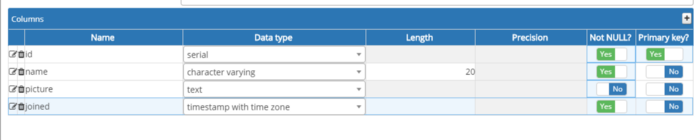 Columns +
Name Data type Length Precision Not NULL? Primary key?
id serial Yes Yes
name character varying 20 Yes No
picture text No No
joined timestamp with time zone Yes No